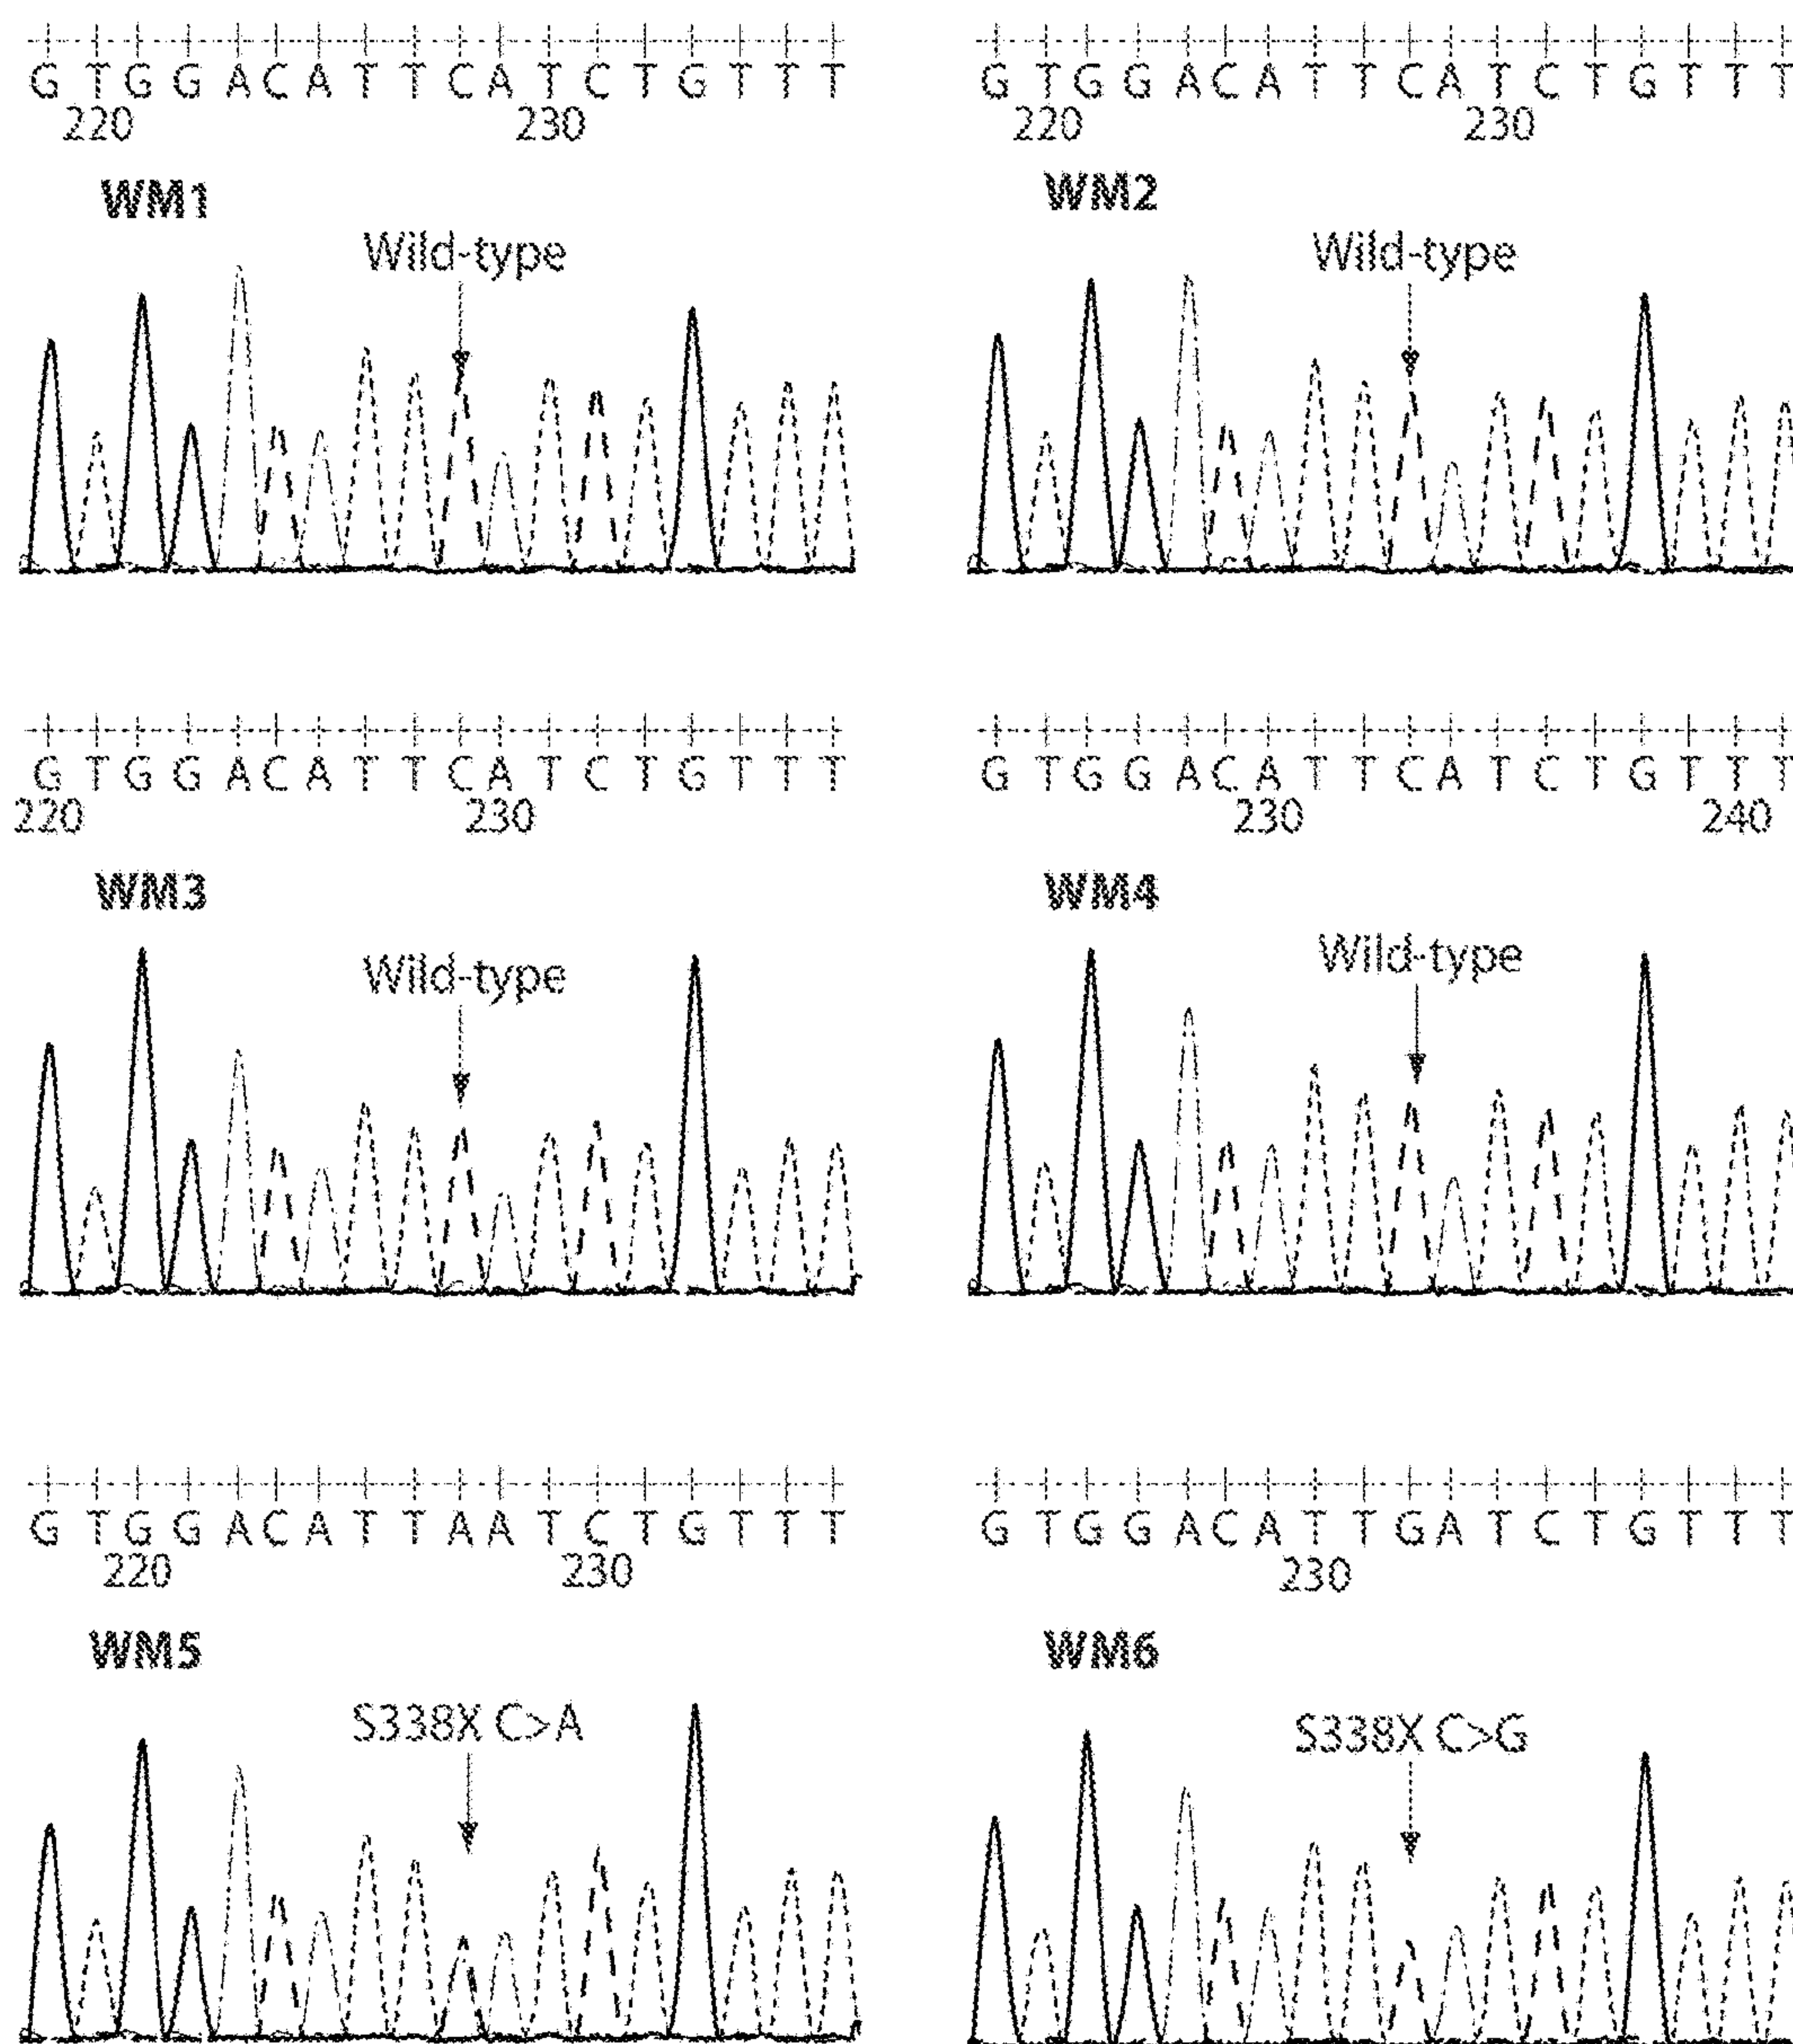 G T G G A C A T T C A T C T G T T T
220 230
WM1
Wild-type
G T G G A C A T T C A T C T G T T T
220 230
WM2
Wild-type
G T G G A C A T T C A T C T G T T T
220 230
WM3
Wild-type
G T G G A C A T T C A T C T G T T T
230 240
WM4
Wild-type
G T G G A C A T T A A T C T G T T T
220 230
WM5
S338X C>A
G T G G A C A T T G A T C T G T T T
230
WM6
S338X C>G